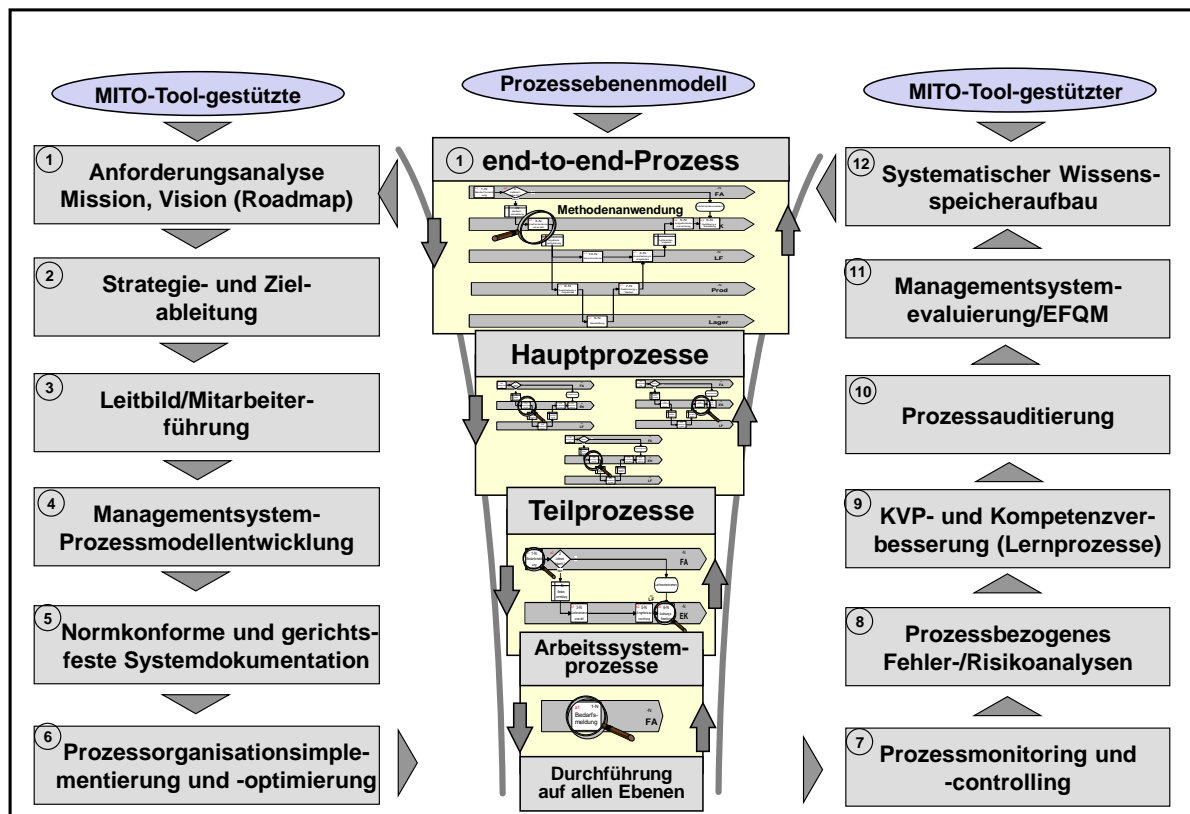 MITO-Tool-gestützte
1
Anforderungsanalyse
Mission, Vision (Roadmap)
2
Strategie- und Ziel-
ableitung
3
Leitbild/Mitarbeiter-
führung
4
Managementsystem-
Prozessmodellentwicklung
5
Normkonforme und gerichts-
feste Systemdokumentation
6
Prozessorganisationsimple-
mentierung und -optimierung
Prozessebenenmodell
1 end-to-end-Prozess
FA
Methodenanwendung
K
LF
Prod
Lager
Hauptprozesse
Teilprozesse
-N
FA
LF
-N
EK
Arbeitssystem-
prozesse
1-N
Bedarfs-
meldung
-N
FA
Durchführung
auf allen Ebenen
MITO-Tool-gestützter
12
Systematischer Wissens-
speicheraufbau
11
Managementsystem-
evaluierung/EFQM
10
Prozessauditierung
9
KVP- und Kompetenzver-
besserung (Lernprozesse)
8
Prozessbezogenes
Fehler-/Risikoanalysen
7
Prozessmonitoring und
-controlling